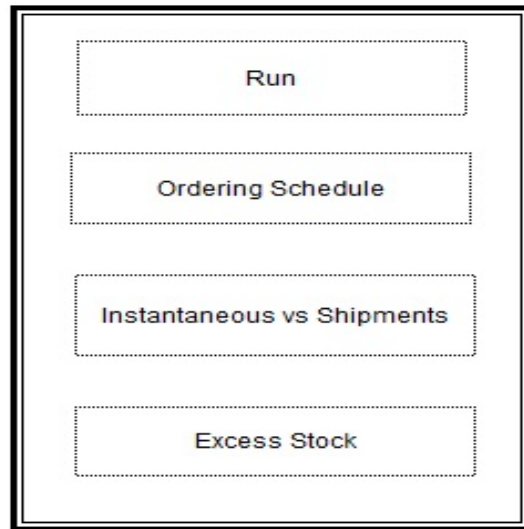 Run
Ordering Schedule
Instantaneous vs Shipments
Excess Stock